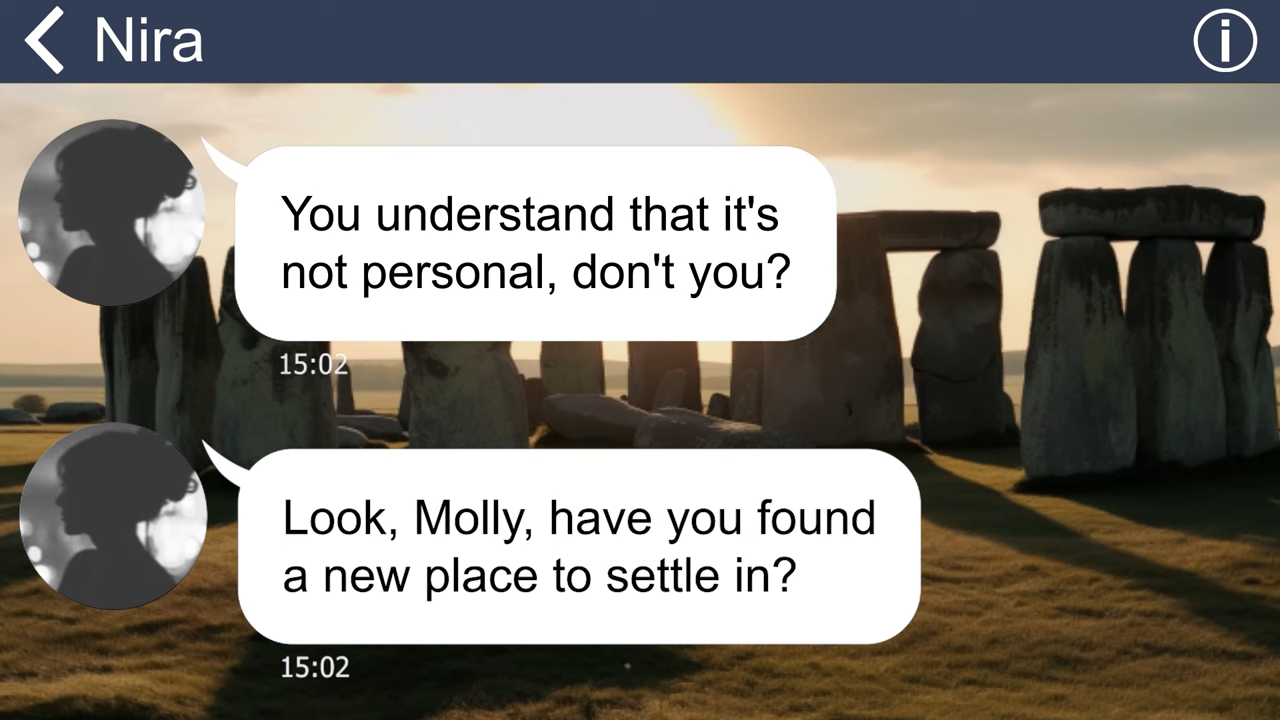 Nira
You understand that it's
not personal, don't you?
15:02
Look, Molly, have you found
a new place to settle in?
15:02